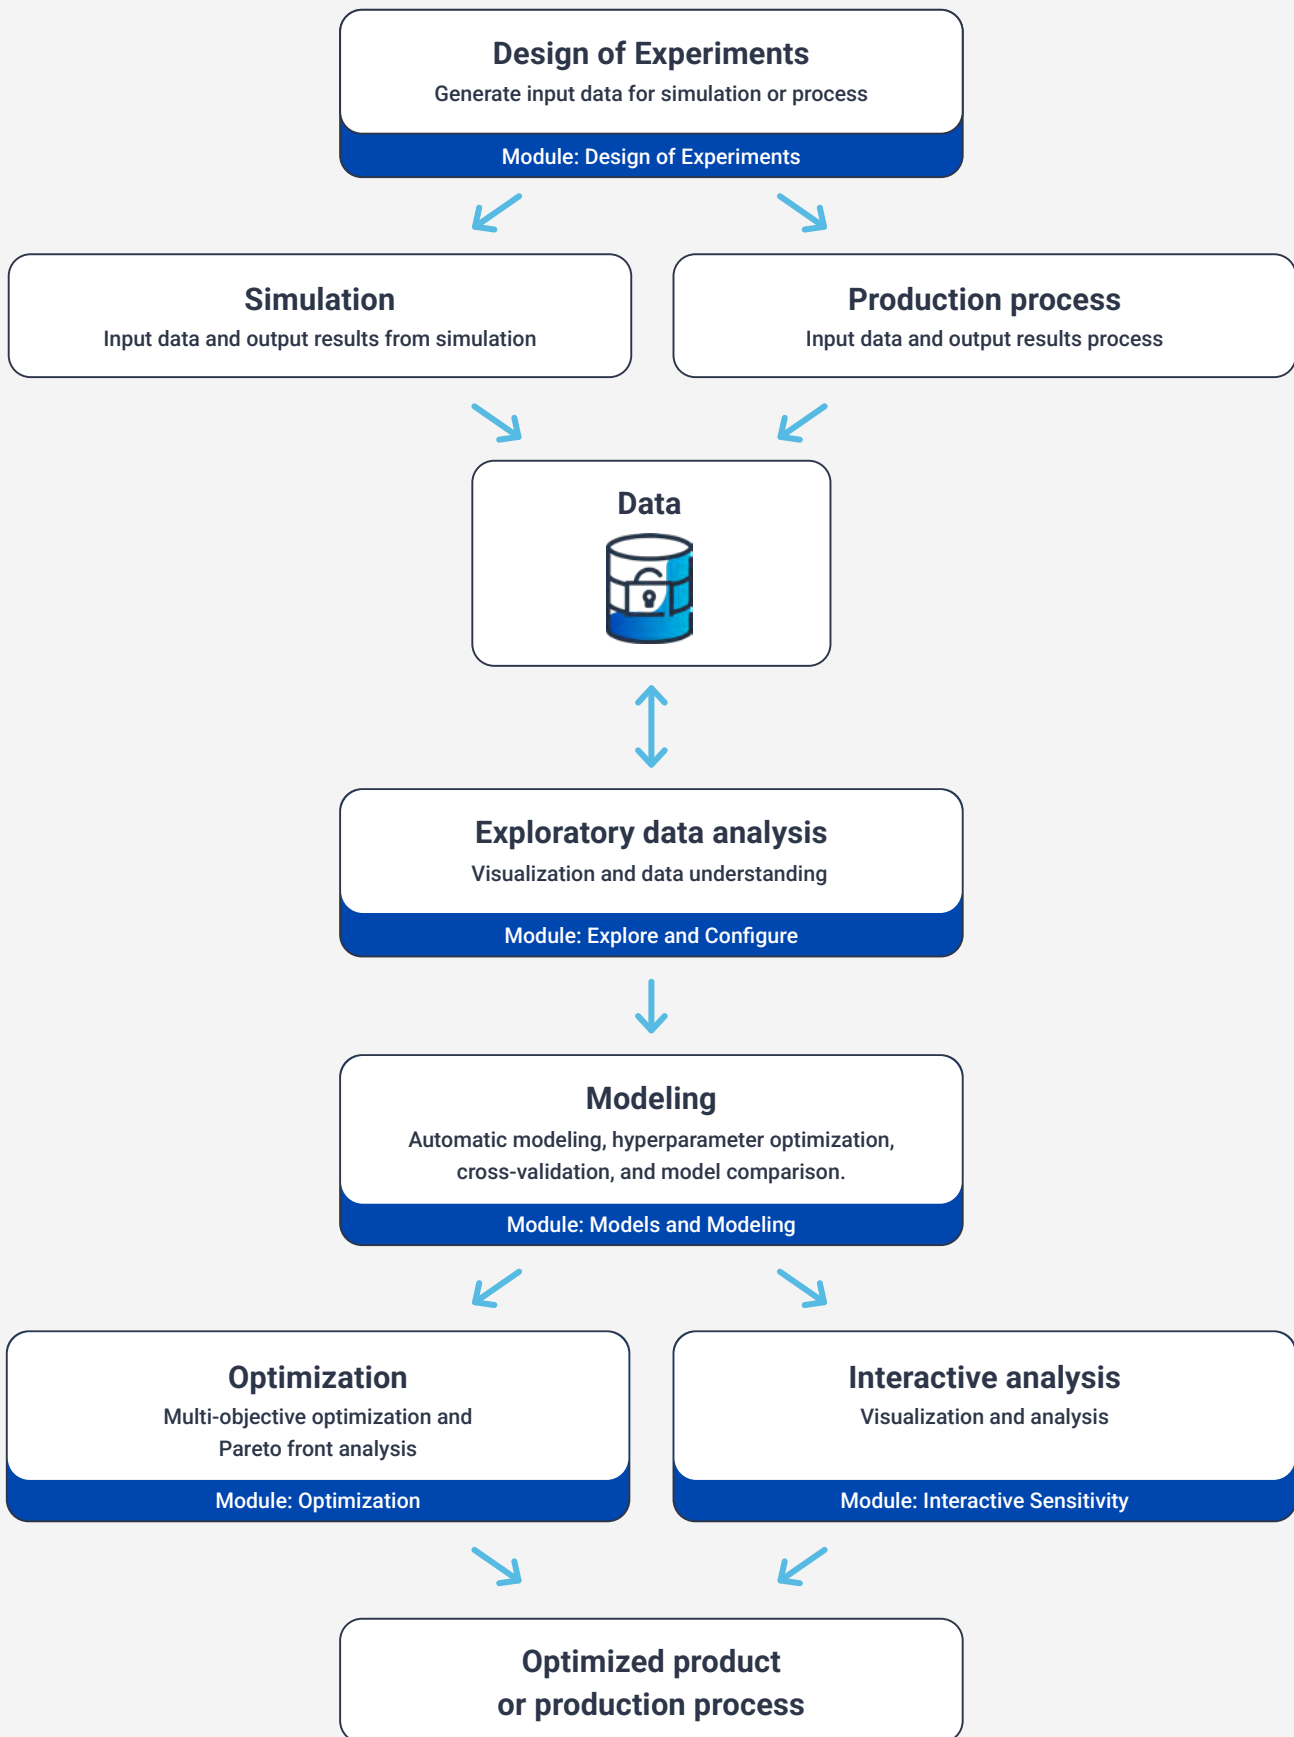 Design of Experiments
Generate input data for simulation or process
Module: Design of Experiments
Simulation
Input data and output results from simulation
Production process
Input data and output results process
Data
Exploratory data analysis
Visualization and data understanding
Module: Explore and Configure
Modeling
Automatic modeling, hyperparameter optimization,
cross-validation, and model comparison.
Module: Models and Modeling
Optimization
Multi-objective optimization and
Pareto front analysis
Module: Optimization
Interactive analysis
Visualization and analysis
Module: Interactive Sensitivity
Optimized product
or production process